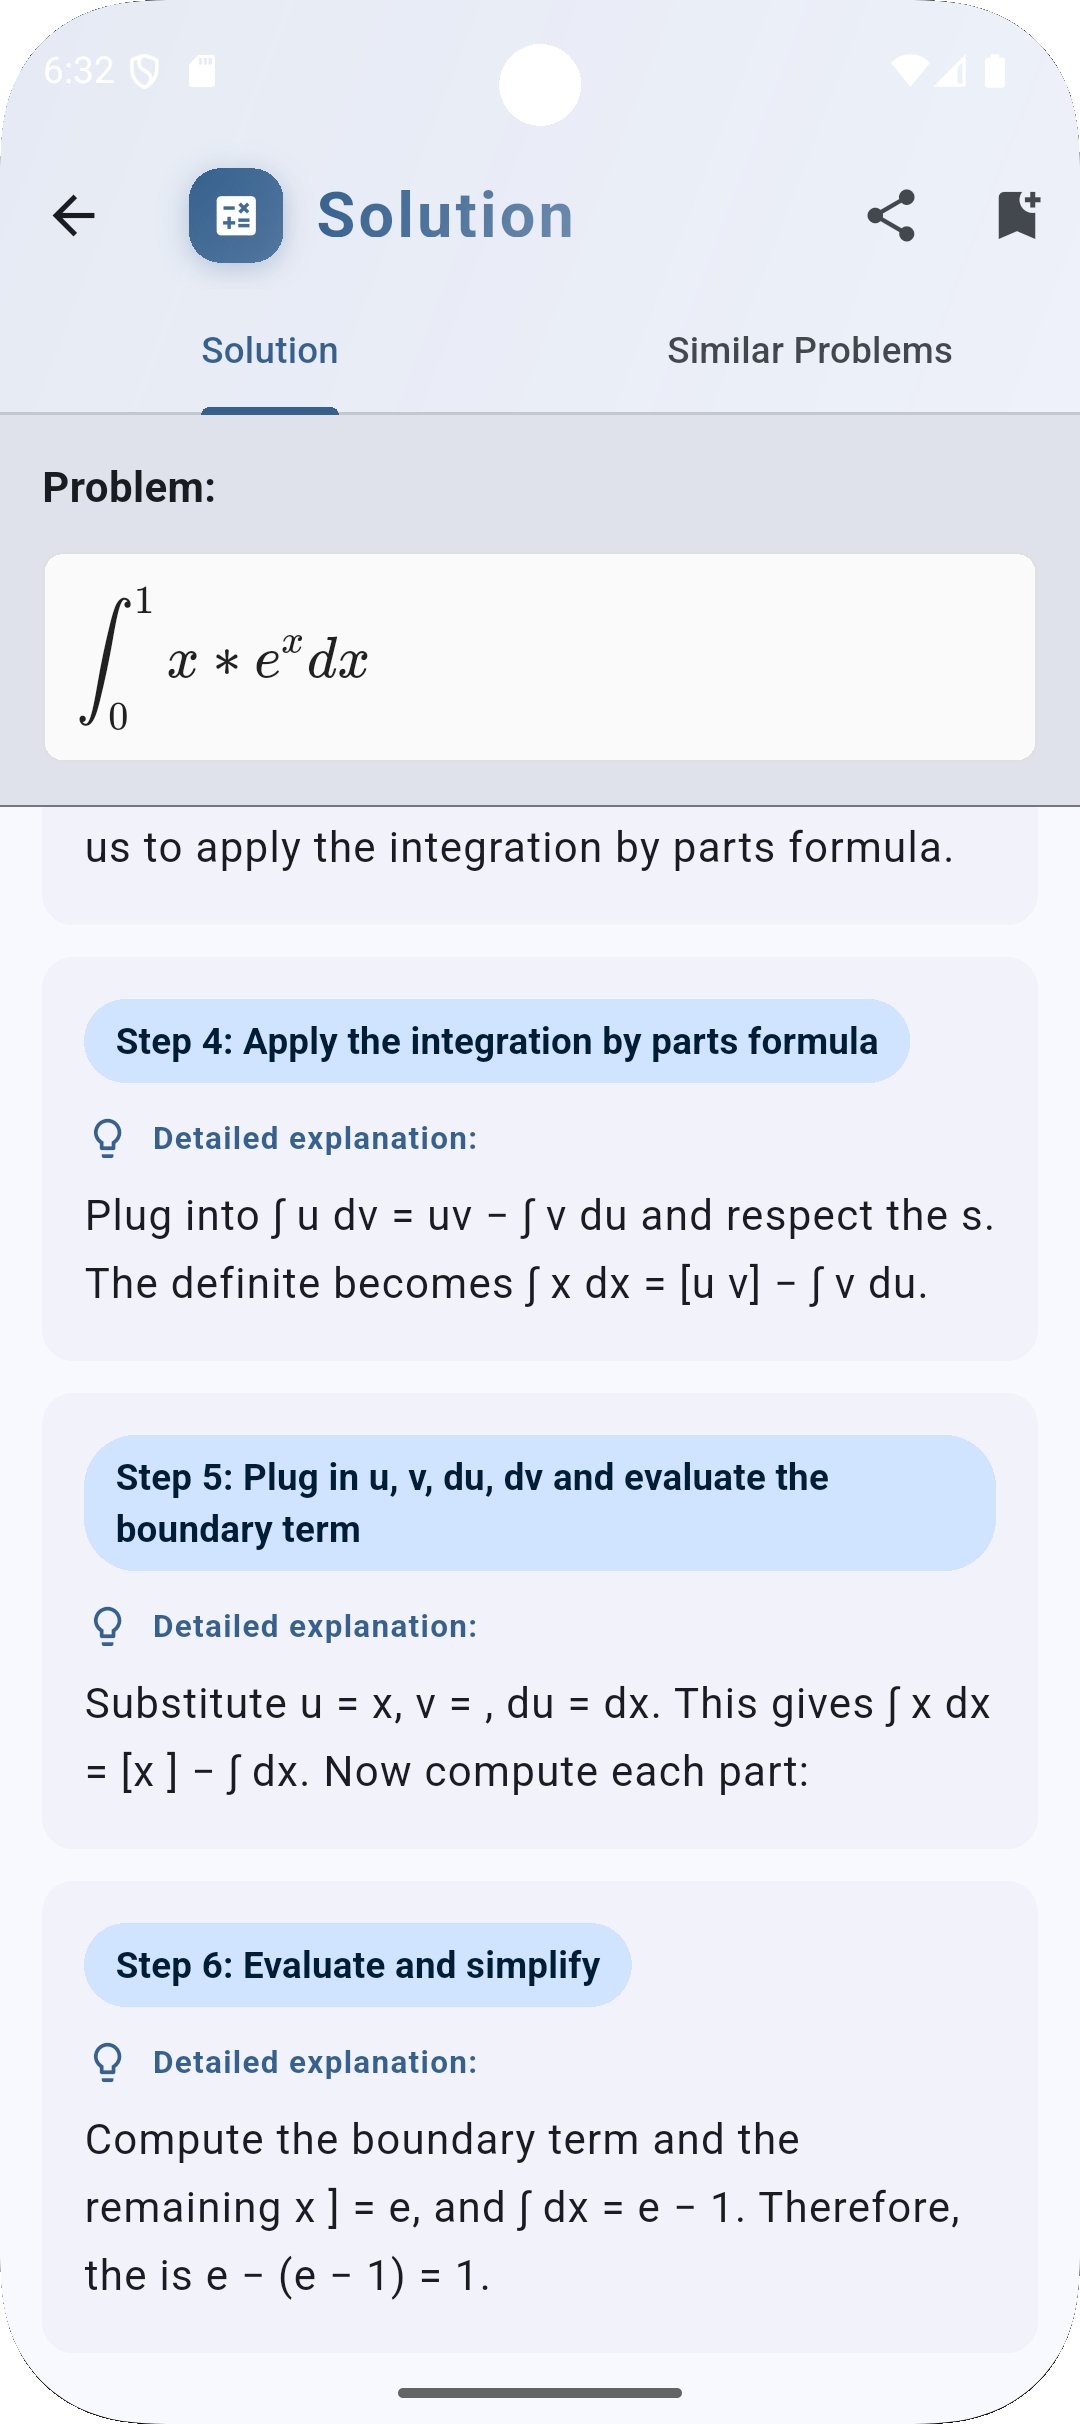 6:32
Solution
Solution
Similar Problems
Problem:
∫₀¹ x * eˣ dx
us to apply the integration by parts formula.
Step 4: Apply the integration by parts formula
Detailed explanation:
Plug into ∫ u dv = uv − ∫ v du and respect the s.
The definite becomes ∫ x dx = [u v] − ∫ v du.
Step 5: Plug in u, v, du, dv and evaluate the
boundary term
Detailed explanation:
Substitute u = x, v = , du = dx. This gives ∫ x dx
= [x ] − ∫ dx. Now compute each part:
Step 6: Evaluate and simplify
Detailed explanation:
Compute the boundary term and the
remaining x ] = e, and ∫ dx = e − 1. Therefore,
the is e − (e − 1) = 1.